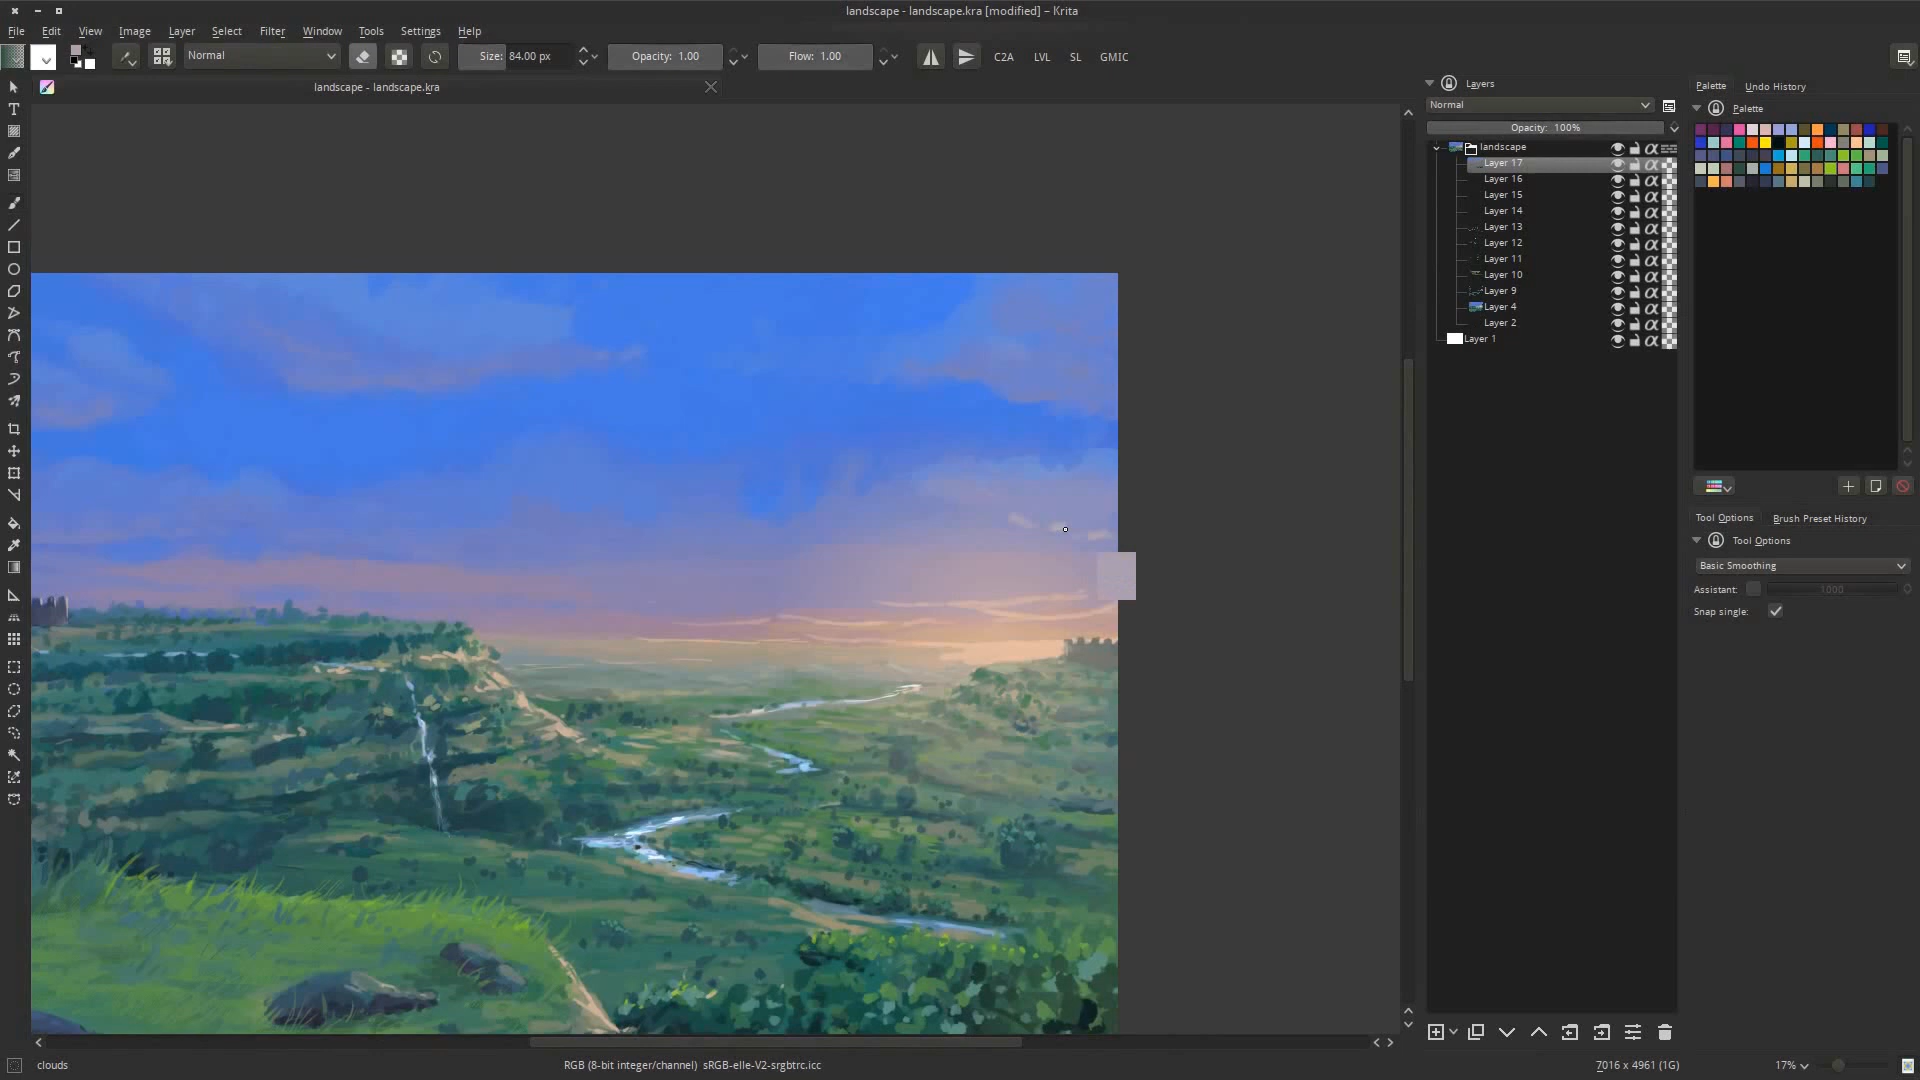 landscape - landscape.kra [modified] – Krita
File Edit View Image Layer Select Filter Window Tools Settings Help
Normal Size: 84.00 px Opacity: 1.00 Flow: 1.00 C2A LVL SL GMIC
landscape - landscape.kra
Layers
Normal
Opacity: 100%
landscape
Layer 17
Layer 16
Layer 15
Layer 14
Layer 13
Layer 12
Layer 11
Layer 10
Layer 9
Layer 4
Layer 2
Layer 1
Palette Undo History
Palette
Tool Options Brush Preset History
Tool Options
Basic Smoothing
Assistant: 1000
Snap single:
clouds RGB (8-bit integer/channel) sRGB-elle-V2-srgbtrc.icc 7016 x 4961 (1G) 17%